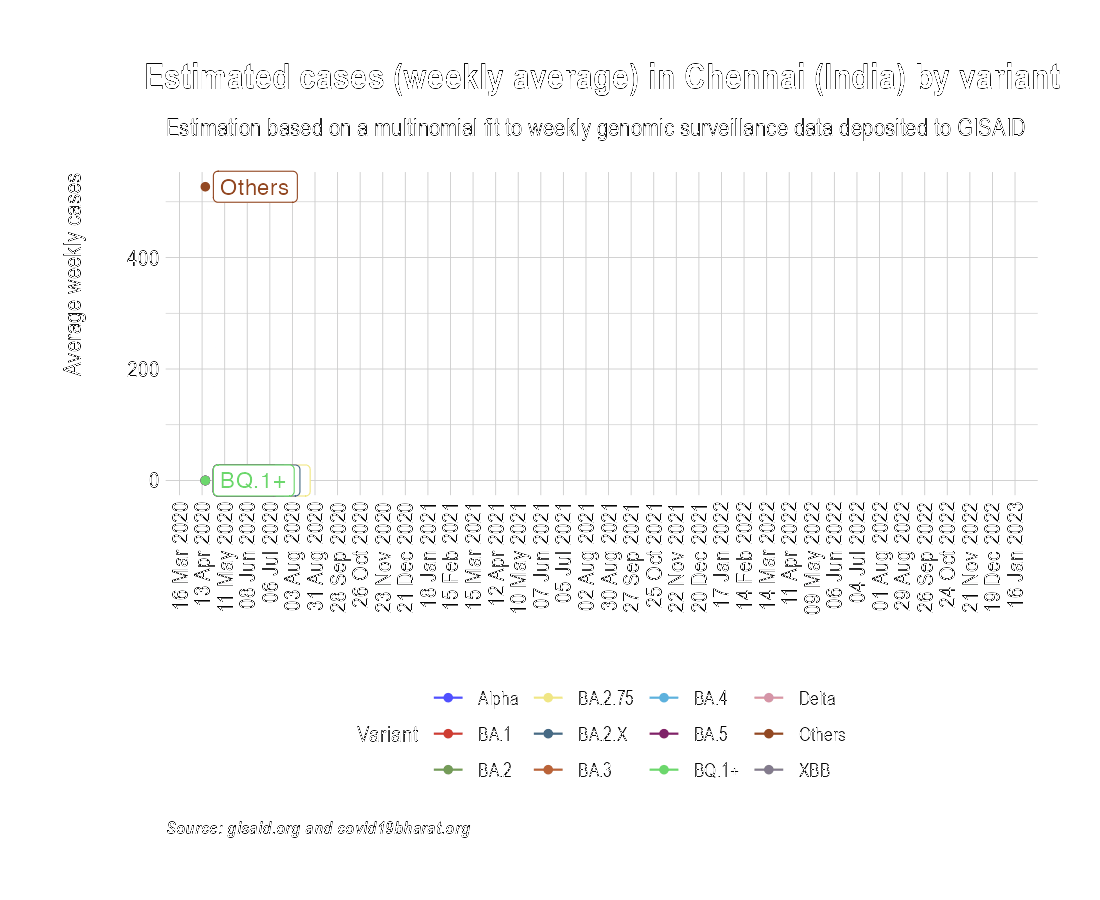 Estimated cases (weekly average) in Chennai (India) by variant
Estimation based on a multinomial fit to weekly genomic surveillance data deposited to GISAID
Average weekly cases
Others
400
200
0
BQ.1+
16 Mar 2020
13 Apr 2020
11 May 2020
08 Jun 2020
06 Jul 2020
03 Aug 2020
31 Aug 2020
28 Sep 2020
26 Oct 2020
23 Nov 2020
21 Dec 2020
18 Jan 2021
15 Feb 2021
15 Mar 2021
12 Apr 2021
10 May 2021
07 Jun 2021
05 Jul 2021
02 Aug 2021
30 Aug 2021
27 Sep 2021
25 Oct 2021
22 Nov 2021
20 Dec 2021
17 Jan 2022
14 Feb 2022
14 Mar 2022
11 Apr 2022
09 May 2022
06 Jun 2022
04 Jul 2022
01 Aug 2022
29 Aug 2022
26 Sep 2022
24 Oct 2022
21 Nov 2022
19 Dec 2022
16 Jan 2023
Variant
Alpha
BA.1
BA.2
BA.2.75
BA.2.X
BA.3
BA.4
BA.5
BQ.1+
Delta
Others
XBB
Source: gisaid.org and covid19bharat.org